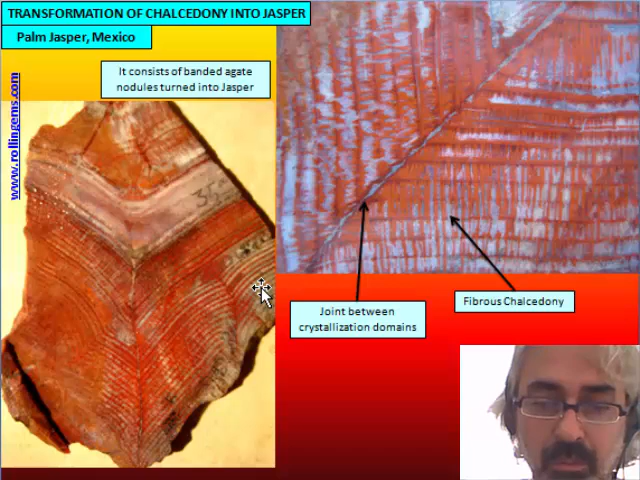 TRANSFORMATION OF CHALCEDONY INTO JASPER
Palm Jasper, Mexico
It consists of banded agate
nodules turned into Jasper
www.rollingems.com
Joint between
crystallization domains
Fibrous Chalcedony